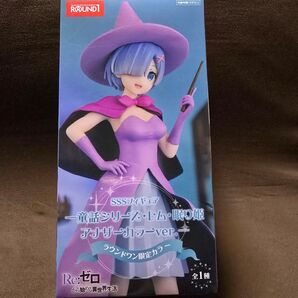 ROUND1
SSSフィギュア
―童話シリーズ・レム・眠り姫
アナザーカラーver.―
ラウンドワン限定カラー
Re:ゼロ
から始める異世界生活
全1種